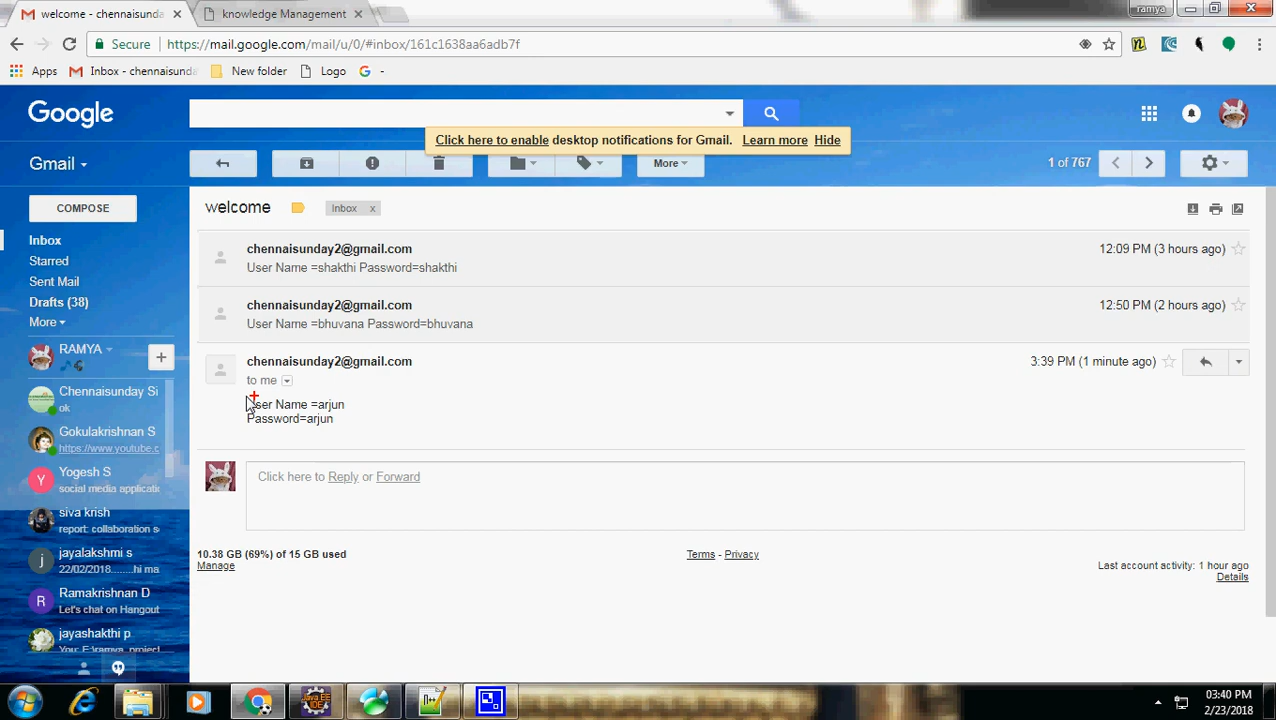 welcome - chennaisunda
knowledge Management
ramya
Secure
https://mail.google.com/mail/u/0/#inbox/161c1638aa6adb7f
Apps
Inbox - chennaisunda
New folder
Logo
-
Google
Click here to enable desktop notifications for Gmail. Learn more Hide
Gmail
More
1 of 767
COMPOSE
welcome
Inbox x
Inbox
Starred
Sent Mail
Drafts (38)
More
RAMYA
Chennaisunday Si
ok
Gokulakrishnan S
https://www.youtube.c
Yogesh S
social media applicatic
siva krish
report: collaboration s
jayalakshmi s
22/02/2018........hi ma
Ramakrishnan D
Let's chat on Hangout
jayashakthi p
You: E:\ramya project
chennaisunday2@gmail.com
12:09 PM (3 hours ago)
User Name =shakthi Password=shakthi
chennaisunday2@gmail.com
12:50 PM (2 hours ago)
User Name =bhuvana Password=bhuvana
chennaisunday2@gmail.com
3:39 PM (1 minute ago)
to me
User Name =arjun
Password=arjun
Click here to Reply or Forward
10.38 GB (69%) of 15 GB used
Manage
Terms - Privacy
Last account activity: 1 hour ago
Details
03:40 PM
2/23/2018